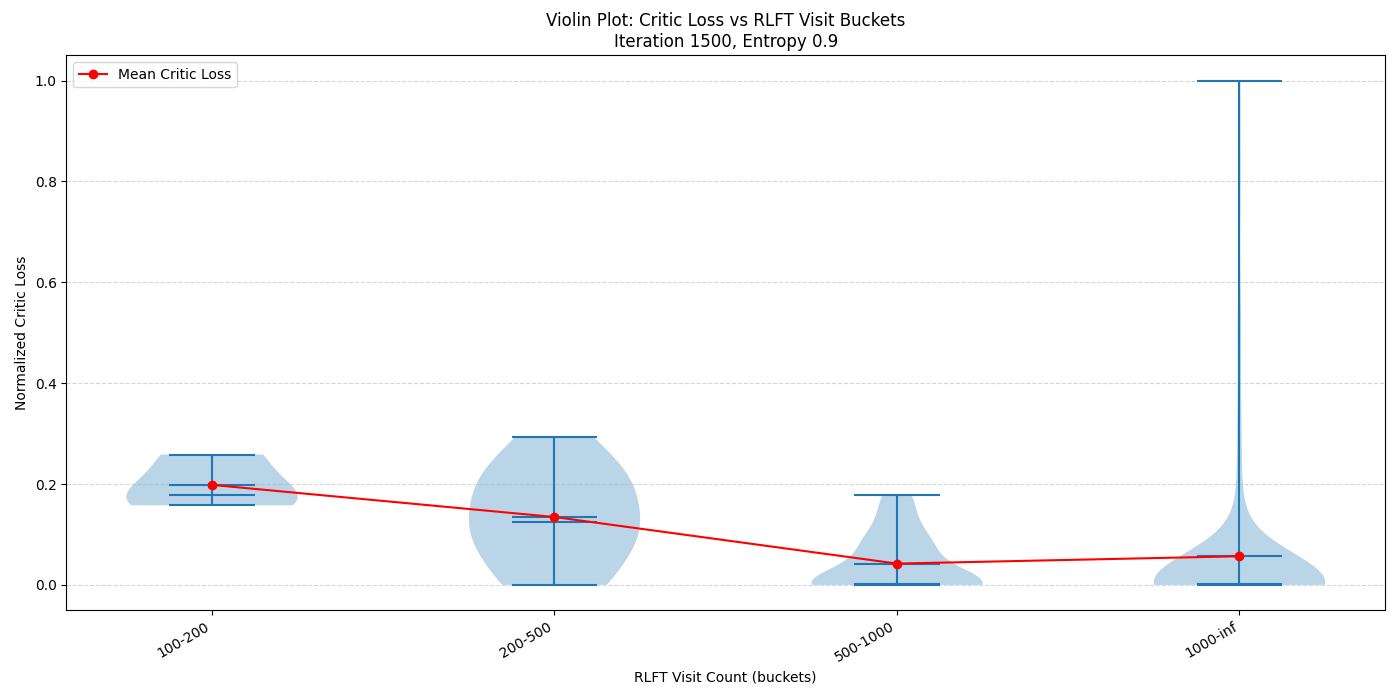 Violin Plot: Critic Loss vs RLFT Visit Buckets
Iteration 1500, Entropy 0.9
Mean Critic Loss
1.0
0.8
0.6
0.4
0.2
0.0
Normalized Critic Loss
100-200
200-500
500-1000
1000-inf
RLFT Visit Count (buckets)